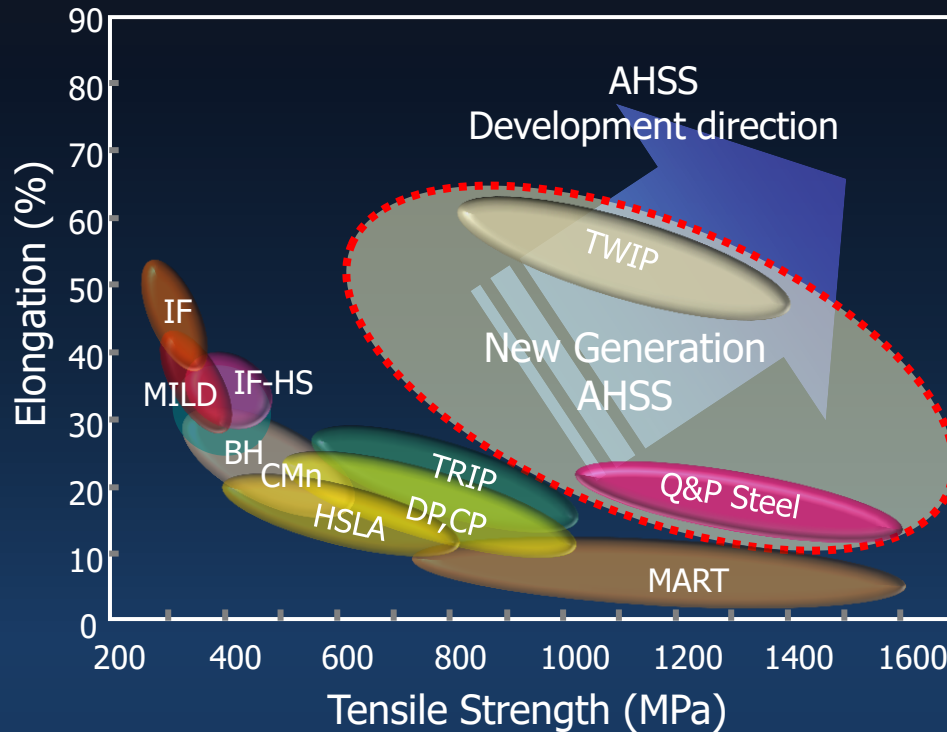 90
80
70
60
50
40
30
20
10
0
Elongation (%)
AHSS
Development direction
TWIP
IF
New Generation
AHSS
MILD
IF-HS
BH
CMn
TRIP
Q&P Steel
HSLA
DP,CP
MART
200
400
600
800
1000
1200
1400
1600
Tensile Strength (MPa)